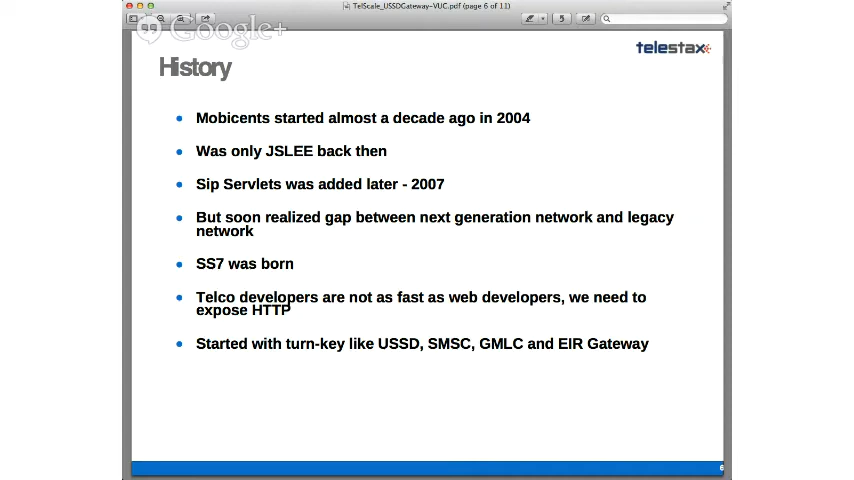 TelScale_USSDGateway-VUC.pdf (page 6 of 11)
Google+
telestax
History
Mobicents started almost a decade ago in 2004
Was only JSLEE back then
Sip Servlets was added later - 2007
But soon realized gap between next generation network and legacy
network
SS7 was born
Telco developers are not as fast as web developers, we need to
expose HTTP
Started with turn-key like USSD, SMSC, GMLC and EIR Gateway
6